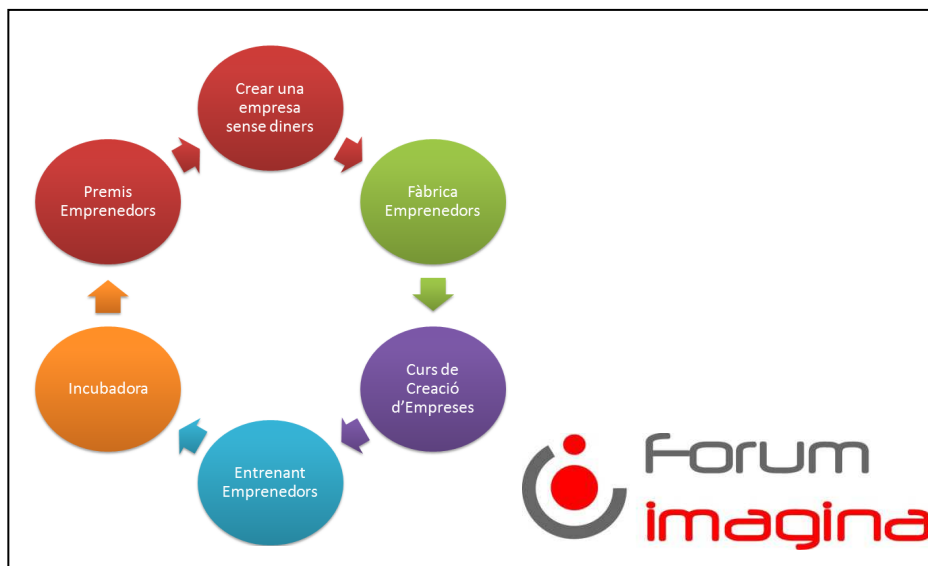 Crear una
empresa
sense diners
Fàbrica
Emprenedors
Curs de
Creació
d’Empreses
Entrenant
Emprenedors
Incubadora
Premis
Emprenedors
Forum
imagina